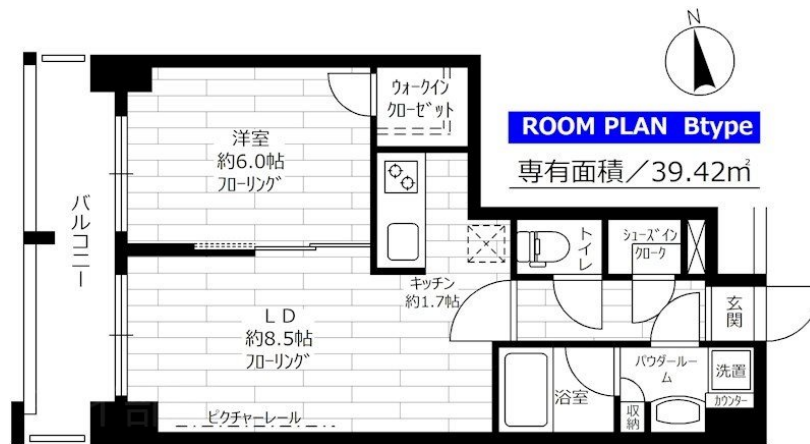 N
ROOM PLAN Btype
専有面積／39.42㎡
ウォークイン
クローゼット
洋室
約6.0帖
フローリング
バルコニー
トイレ
シューズイン
クローク
キッチン
約1.7帖
玄関
LD
約8.5帖
フローリング
パウダールーム
洗置
カウンター
浴室
収納
ピクチャーレール